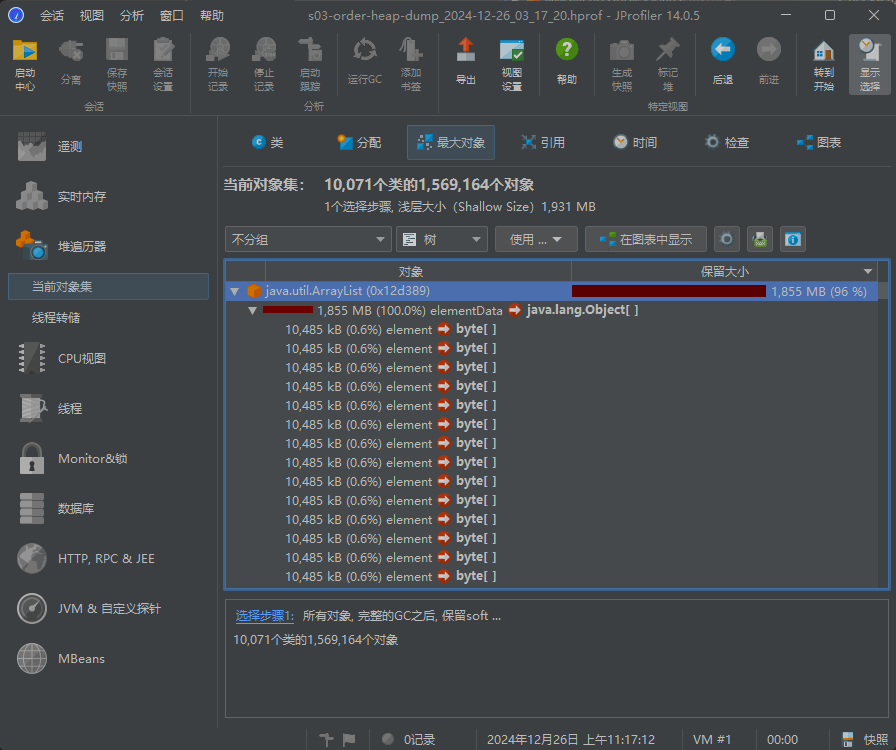 会话 视图 分析 窗口 帮助 s03-order-heap-dump_2024-12-26_03_17_20.hprof - JProfiler 14.0.5
启动中心 分离 保存快照 会话设置 开始记录 停止记录 启动跟踪 运行GC 添加书签 导出 视图设置 帮助 生成快照 标记堆 后退 前进 转到开始 显示选择
会话 分析 特定视图
遥测
实时内存
堆遍历器
当前对象集
线程转储
CPU视图
线程
Monitor&锁
数据库
HTTP, RPC & JEE
JVM & 自定义探针
MBeans
类 分配 最大对象 引用 时间 检查 图表
当前对象集： 10,071个类的1,569,164个对象
1个选择步骤, 浅层大小（Shallow Size）1,931 MB
不分组 树 使用 ... 在图表中显示
对象 保留大小
java.util.ArrayList (0x12d389) 1,855 MB (96 %)
1,855 MB (100.0%) elementData java.lang.Object[ ]
10,485 kB (0.6%) element byte[ ]
10,485 kB (0.6%) element byte[ ]
10,485 kB (0.6%) element byte[ ]
10,485 kB (0.6%) element byte[ ]
10,485 kB (0.6%) element byte[ ]
10,485 kB (0.6%) element byte[ ]
10,485 kB (0.6%) element byte[ ]
10,485 kB (0.6%) element byte[ ]
10,485 kB (0.6%) element byte[ ]
10,485 kB (0.6%) element byte[ ]
10,485 kB (0.6%) element byte[ ]
10,485 kB (0.6%) element byte[ ]
10,485 kB (0.6%) element byte[ ]
10,485 kB (0.6%) element byte[ ]
选择步骤1: 所有对象, 完整的GC之后, 保留soft ...
10,071个类的1,569,164个对象
0记录 2024年12月26日 上午11:17:12 VM #1 00:00 快照